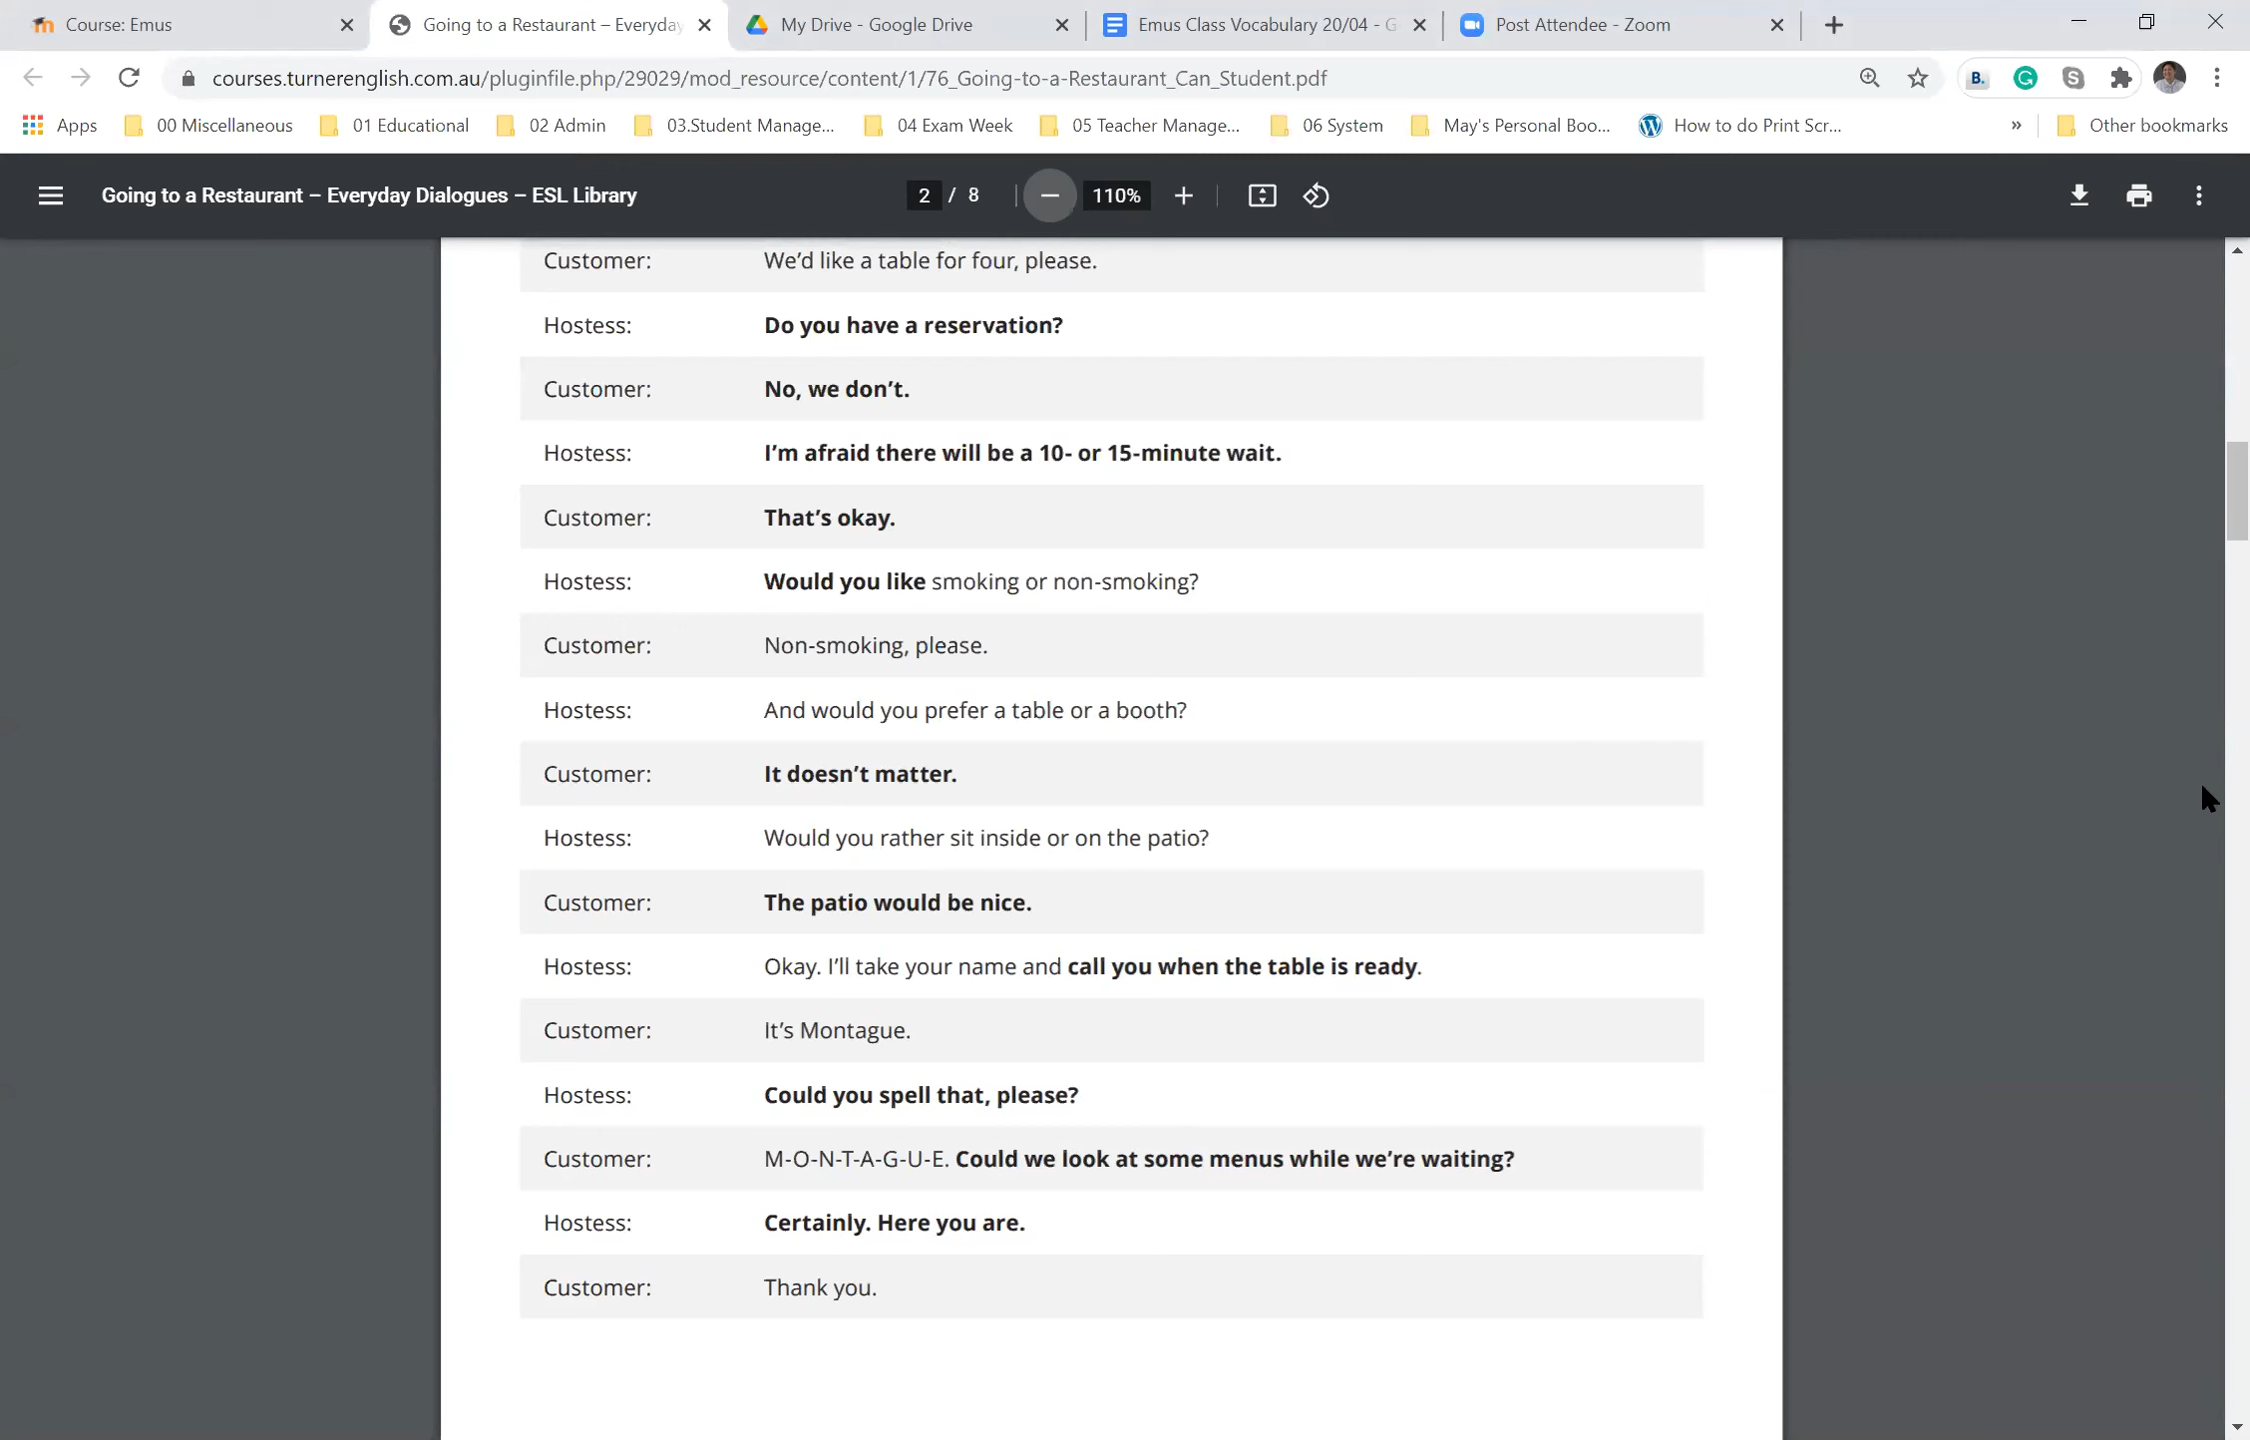 Course: Emus
Going to a Restaurant – Everyday
My Drive - Google Drive
Emus Class Vocabulary 20/04 - G
Post Attendee - Zoom
courses.turnerenglish.com.au/pluginfile.php/29029/mod_resource/content/1/76_Going-to-a-Restaurant_Can_Student.pdf
B.
Apps
00 Miscellaneous
01 Educational
02 Admin
03.Student Manage...
04 Exam Week
05 Teacher Manage...
06 System
May's Personal Boo...
How to do Print Scr...
»
Other bookmarks
Going to a Restaurant – Everyday Dialogues – ESL Library
2 / 8
110%
Customer: We’d like a table for four, please.
Hostess: Do you have a reservation?
Customer: No, we don’t.
Hostess: I’m afraid there will be a 10- or 15-minute wait.
Customer: That’s okay.
Hostess: Would you like smoking or non-smoking?
Customer: Non-smoking, please.
Hostess: And would you prefer a table or a booth?
Customer: It doesn’t matter.
Hostess: Would you rather sit inside or on the patio?
Customer: The patio would be nice.
Hostess: Okay. I’ll take your name and call you when the table is ready.
Customer: It’s Montague.
Hostess: Could you spell that, please?
Customer: M-O-N-T-A-G-U-E. Could we look at some menus while we’re waiting?
Hostess: Certainly. Here you are.
Customer: Thank you.